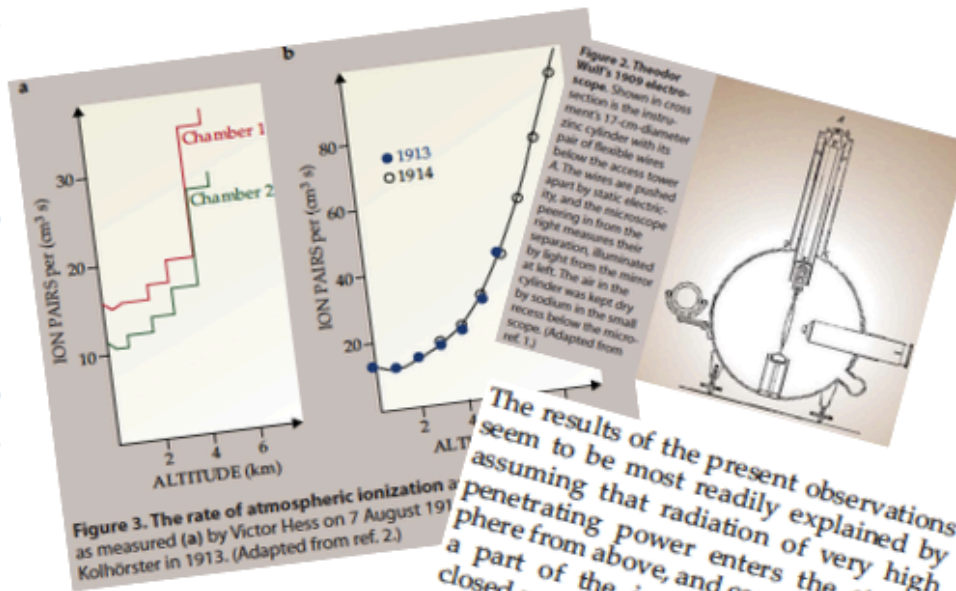 a
ION PAIRS per (cm³ s)
30
20
10
Chamber 1
Chamber 2
2 4 6
ALTITUDE (km)
b
ION PAIRS per (cm³ s)
80
60
40
20
1913
1914
2 4
Figure 3. The rate of atmospheric ionization
as measured (a) by Victor Hess on 7 August
Kolhörster in 1913. (Adapted from ref. 2.)
Figure 2. Theodor
Wulf's 1909 electro-
scope. Shown in cross
section is the instru-
ment's 17-cm-diameter
zinc cylinder with its
pair of flexible wires
below the access tower
A. The wires are pushed
apart by static electric-
ity, and the microscope
peering in from the
right measures their
separation, illuminated
by light from the mirror
at left. The air in the
cylinder was kept dry
by sodium in the small
recess below the micro-
scope. (Adapted from
ref. 1.)
A
The results of the present observations
seem to be most readily explained by
assuming that radiation of very high
penetrating power enters the
phere from above, and
a part of the
closed